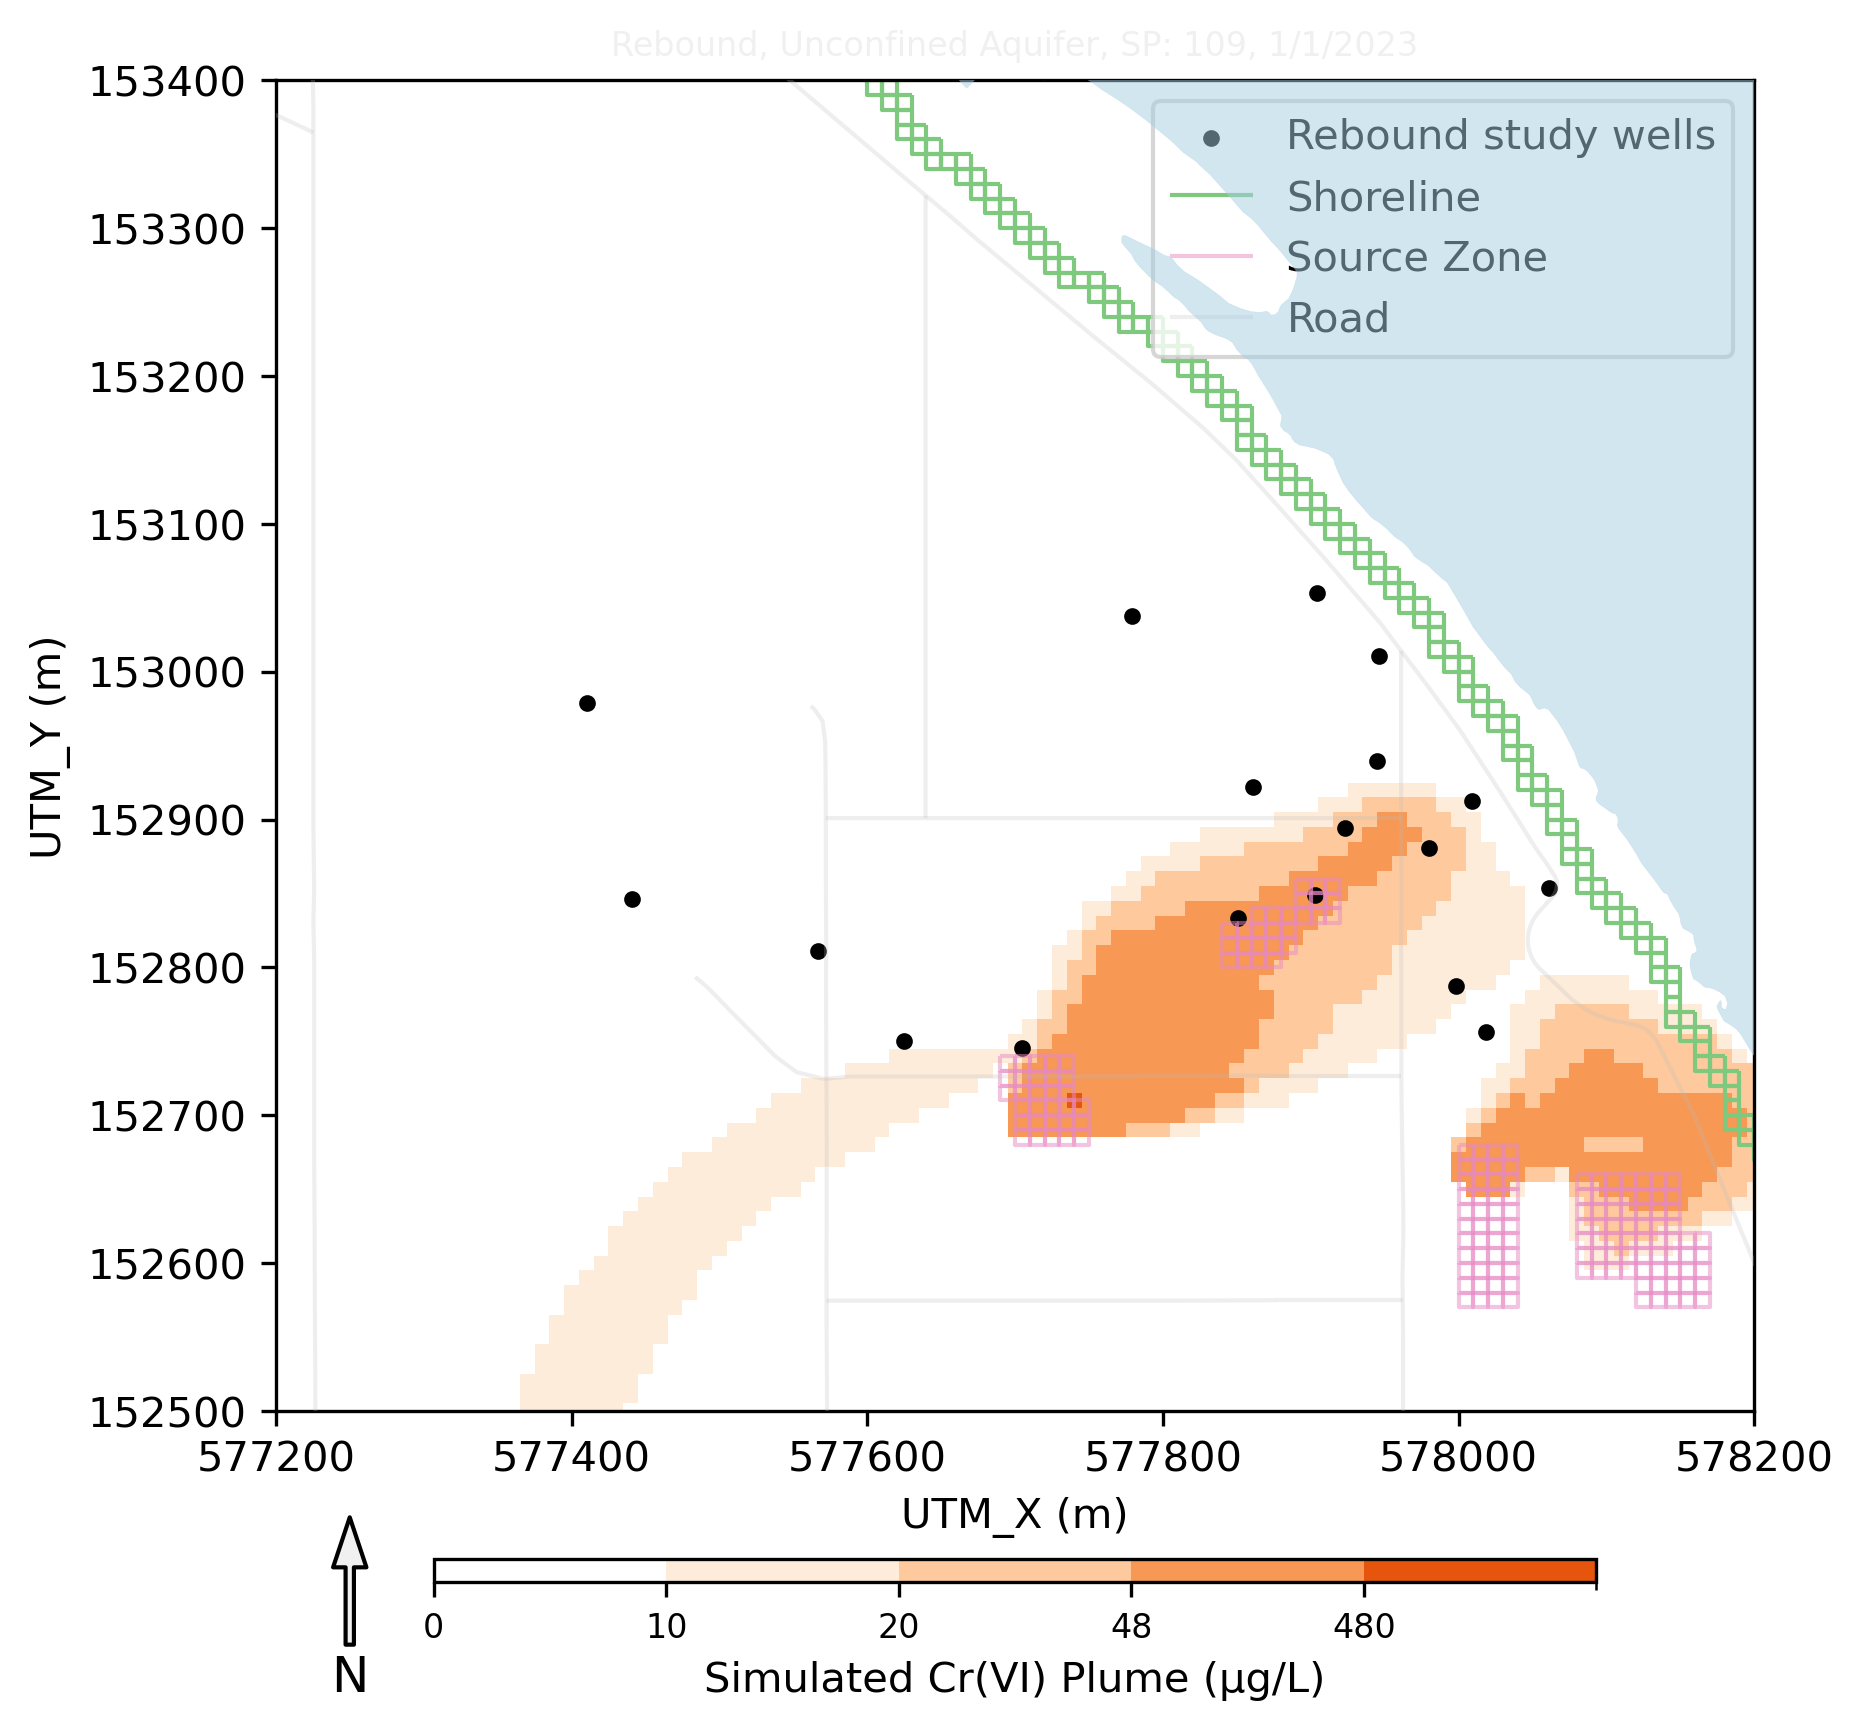 Rebound, Unconfined Aquifer, SP: 109, 1/1/2023
153400
153300
153200
153100
153000
152900
152800
152700
152600
152500
UTM_Y (m)
Rebound study wells
Shoreline
Source Zone
Road
577200 577400 577600 577800 578000 578200
UTM_X (m)
N
0 10 20 48 480
Simulated Cr(VI) Plume (µg/L)